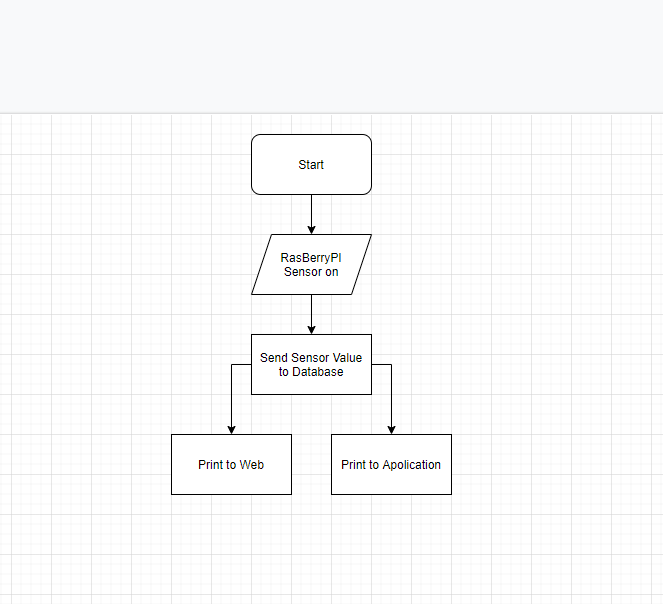 Start
RasBerryPI
Sensor on
Send Sensor Value
to Database
Print to Web
Print to Apolication